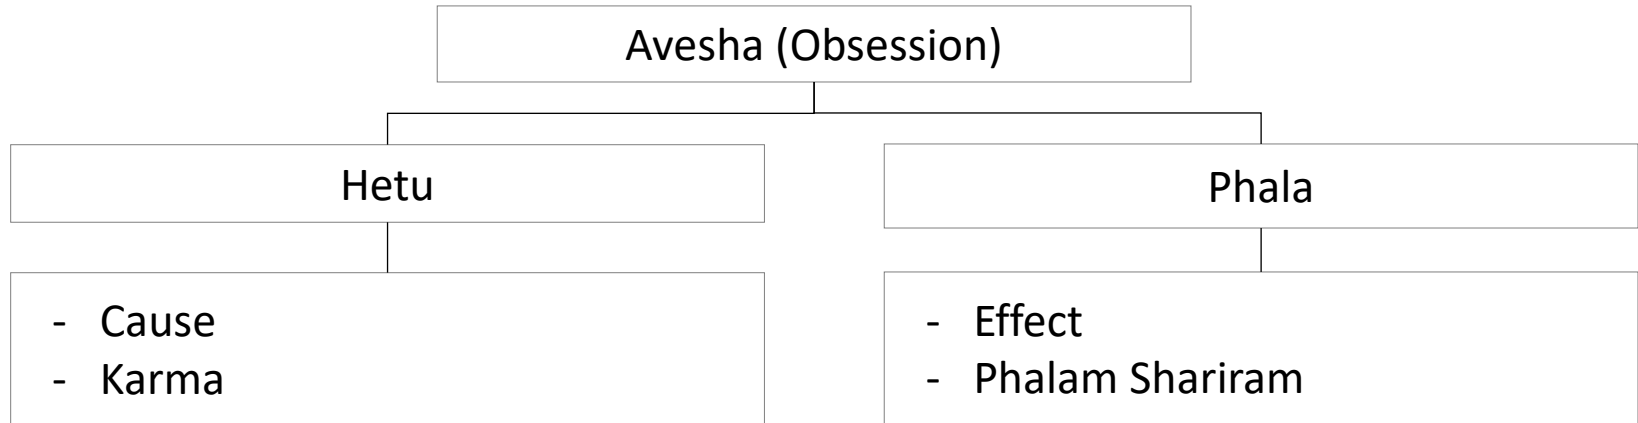 Avesha (Obsession)
Hetu
Phala
- Cause
- Karma
- Effect
- Phalam Shariram